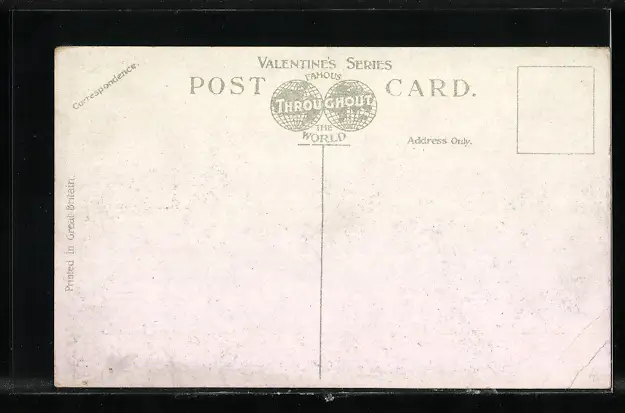 VALENTINE'S SERIES
POST CARD.
FAMOUS
THROUGHOUT
THE
WORLD
Correspondence.
Address Only.
Printed in Great Britain.